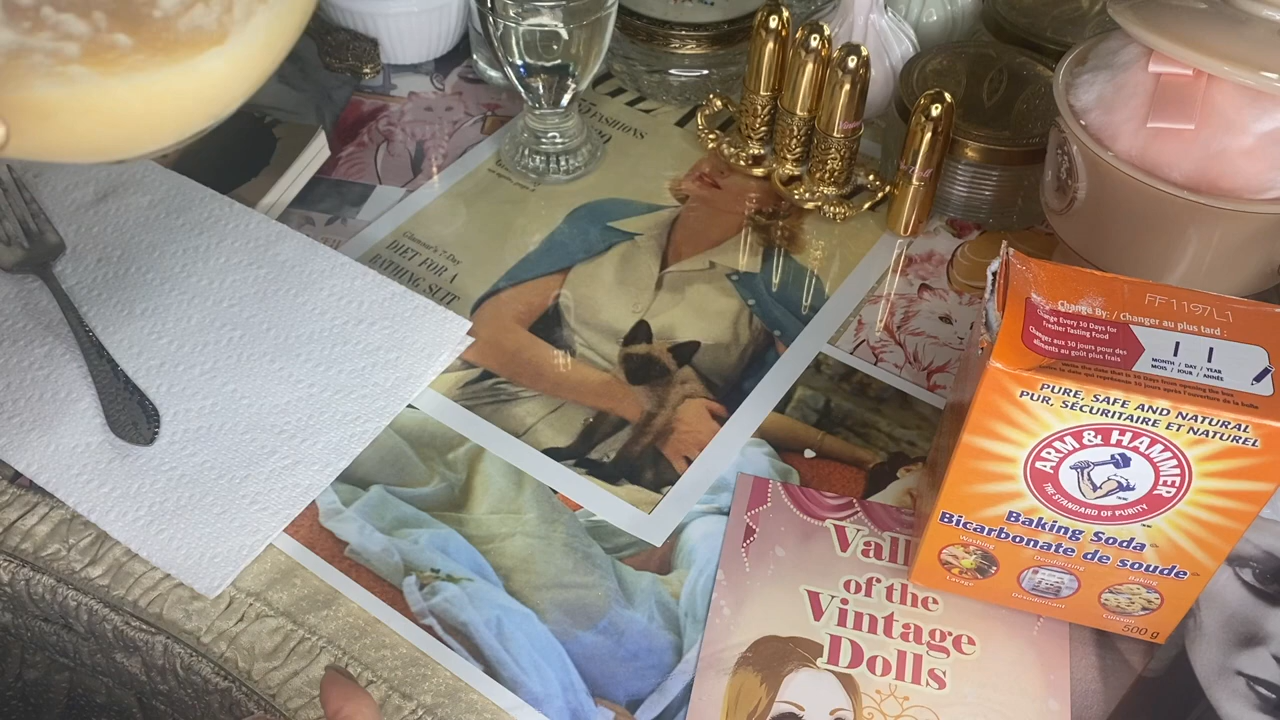 55 FASHIONS
Glamour's 7-Day
DIET FOR A
BATHING SUIT
FF1197L1
Change By: / Changer au plus tard :
Change Every 30 Days for
Fresher Tasting Food
Changez aux 30 jours pour des
aliments au goût plus frais
MONTH / DAY / YEAR
MOIS / JOUR / ANNÉE
PURE, SAFE AND NATURAL
PUR, SÉCURITAIRE ET NATUREL
ARM & HAMMER
THE STANDARD OF PURITY
Baking Soda
Bicarbonate de soude
Washing
Lavage
Deodorizing
Désodorisant
Baking
Cuisson
500 g
of the
Vintage
Dolls